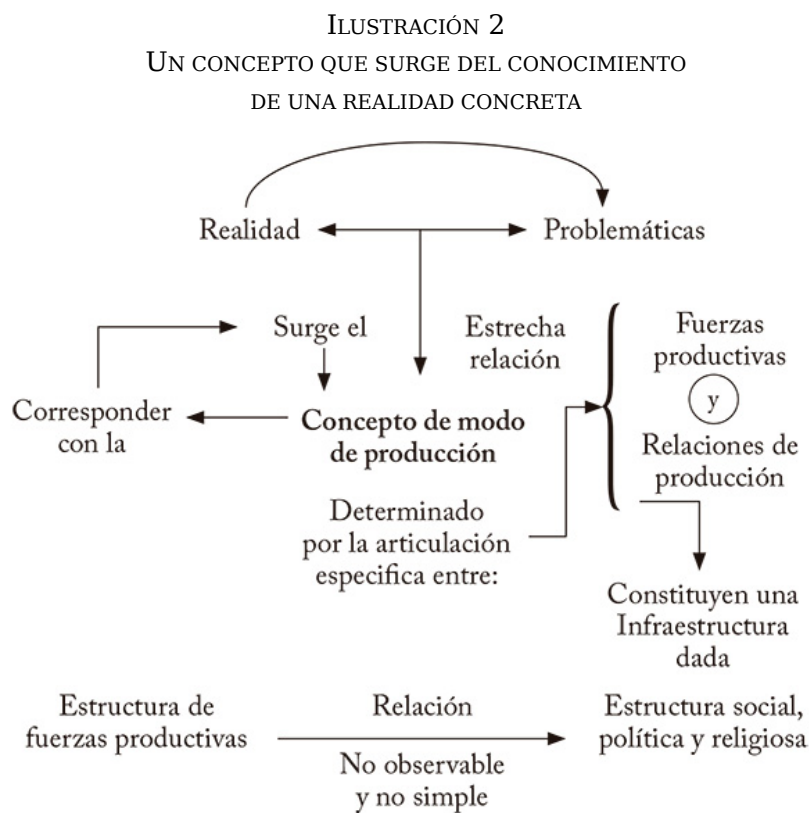 ILUSTRACIÓN 2
UN CONCEPTO QUE SURGE DEL CONOCIMIENTO
DE UNA REALIDAD CONCRETA
Realidad
Problemáticas
Surge el
Estrecha
relación
Fuerzas
productivas
y
Relaciones de
producción
Corresponder
con la
Concepto de modo
de producción
Determinado
por la articulación
especifica entre:
Constituyen una
Infraestructura
dada
Estructura de
fuerzas productivas
Relación
No observable
y no simple
Estructura social,
política y religiosa